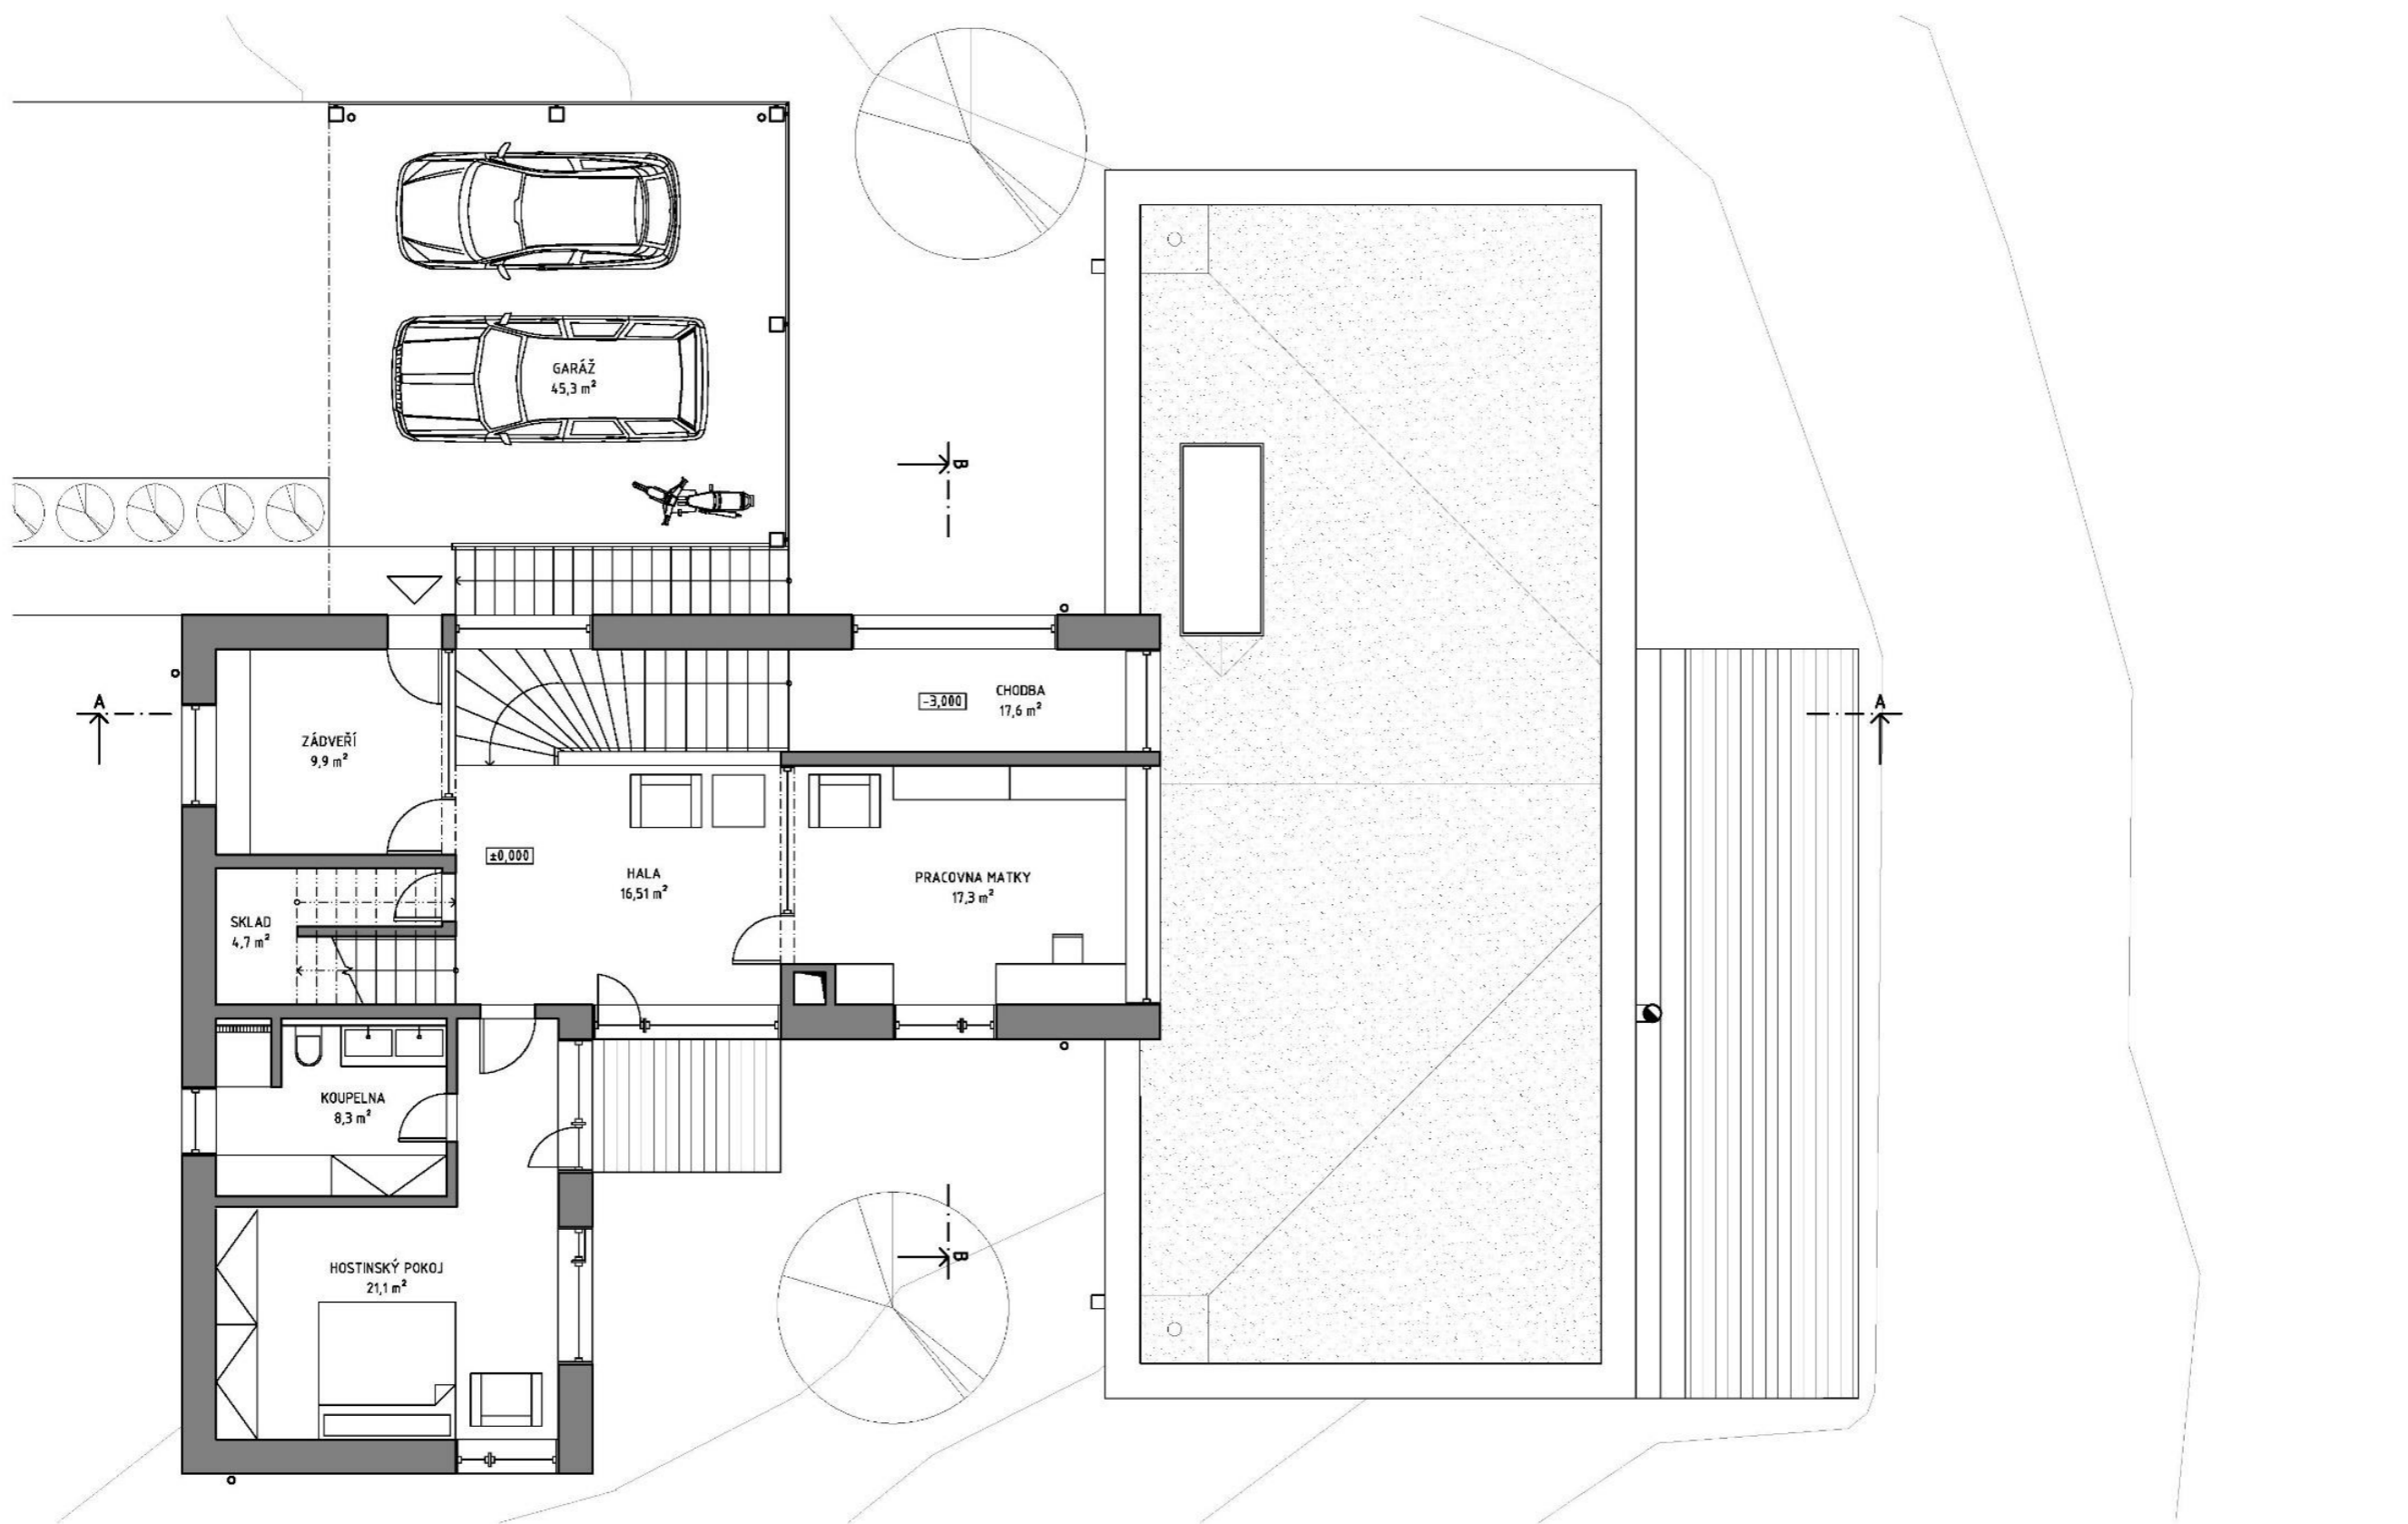 GARÁŽ
45,3 m²
B
A
ZÁDVEŘÍ
9,9 m²
-3,000
CHODBA
17,6 m²
A
±0,000
HALA
16,51 m²
PRACOVNA MATKY
17,3 m²
SKLAD
4,7 m²
KOUPELNA
8,3 m²
B
HOSTINSKÝ POKOJ
21,1 m²